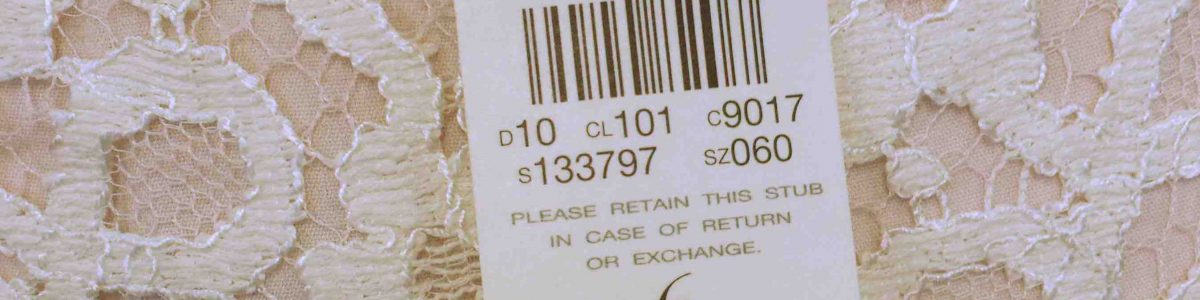 D10 CL101 C9017
S133797 SZ060
PLEASE RETAIN THIS STUB
IN CASE OF RETURN
OR EXCHANGE.